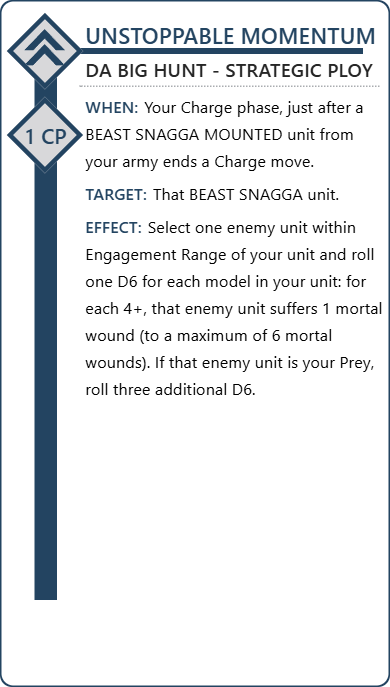 UNSTOPPABLE MOMENTUM
DA BIG HUNT - STRATEGIC PLOY
1 CP
WHEN: Your Charge phase, just after a
BEAST SNAGGA MOUNTED unit from
your army ends a Charge move.
TARGET: That BEAST SNAGGA unit.
EFFECT: Select one enemy unit within
Engagement Range of your unit and roll
one D6 for each model in your unit: for
each 4+, that enemy unit suffers 1 mortal
wound (to a maximum of 6 mortal
wounds). If that enemy unit is your Prey,
roll three additional D6.